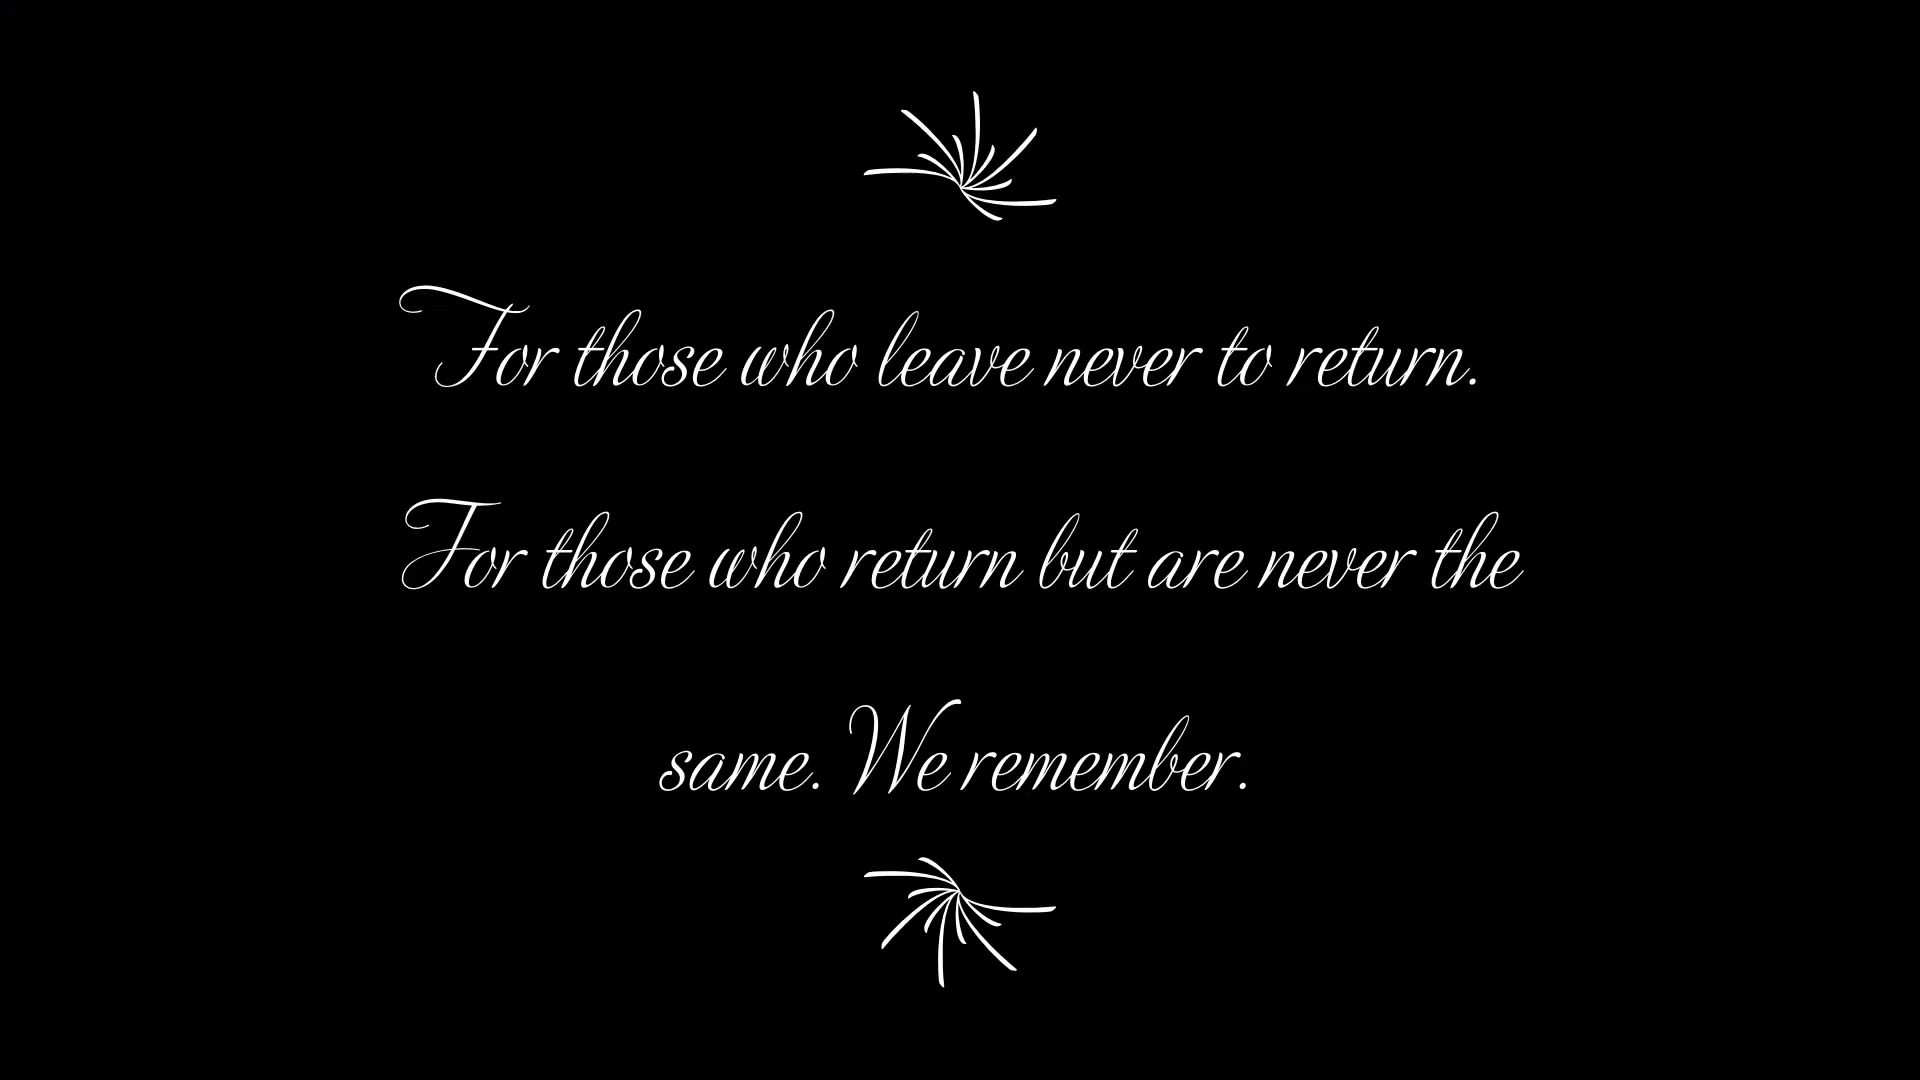 For those who leave never to return.
For those who return but are never the
same. We remember.